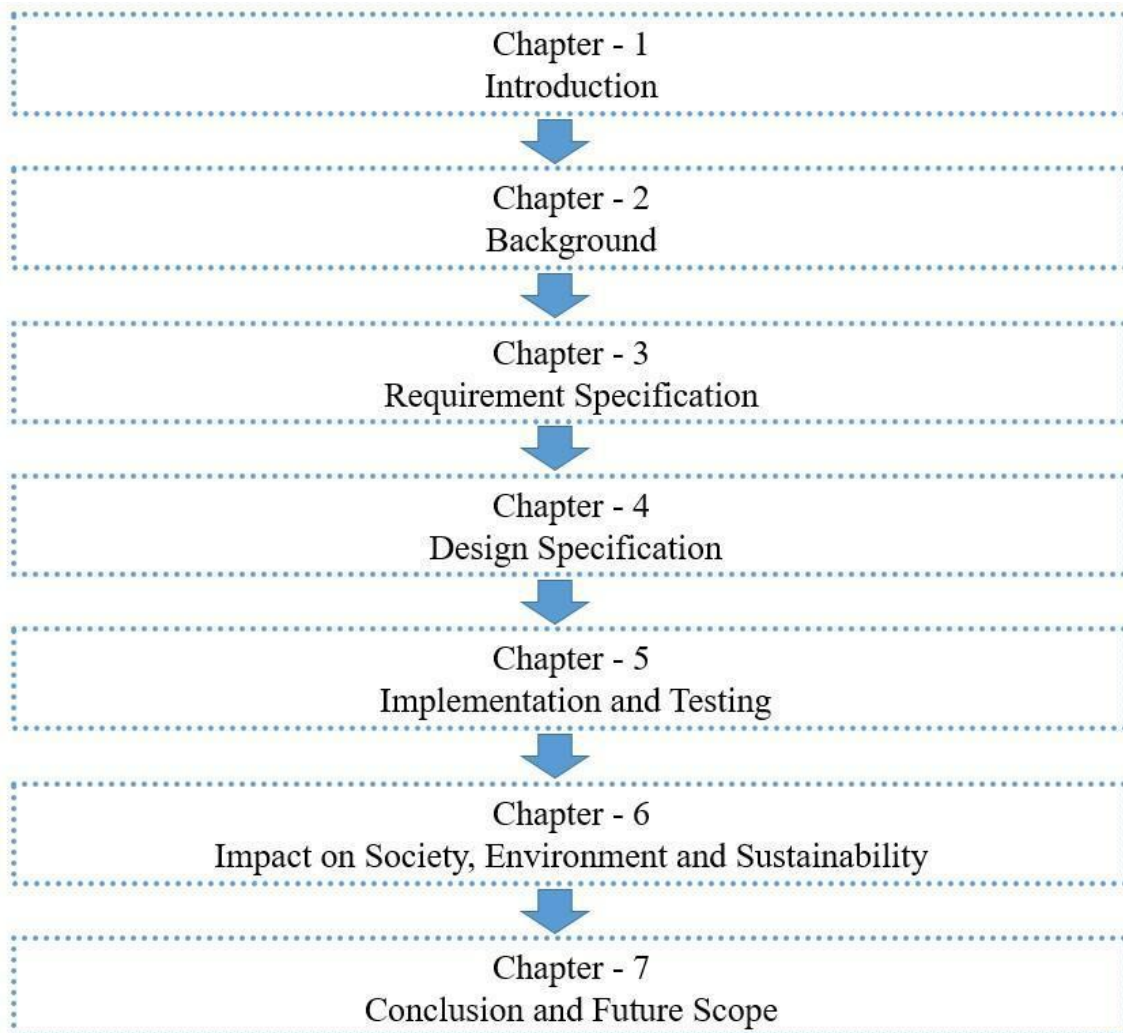 Chapter - 1
Introduction
Chapter - 2
Background
Chapter - 3
Requirement Specification
Chapter - 4
Design Specification
Chapter - 5
Implementation and Testing
Chapter - 6
Impact on Society, Environment and Sustainability
Chapter - 7
Conclusion and Future Scope